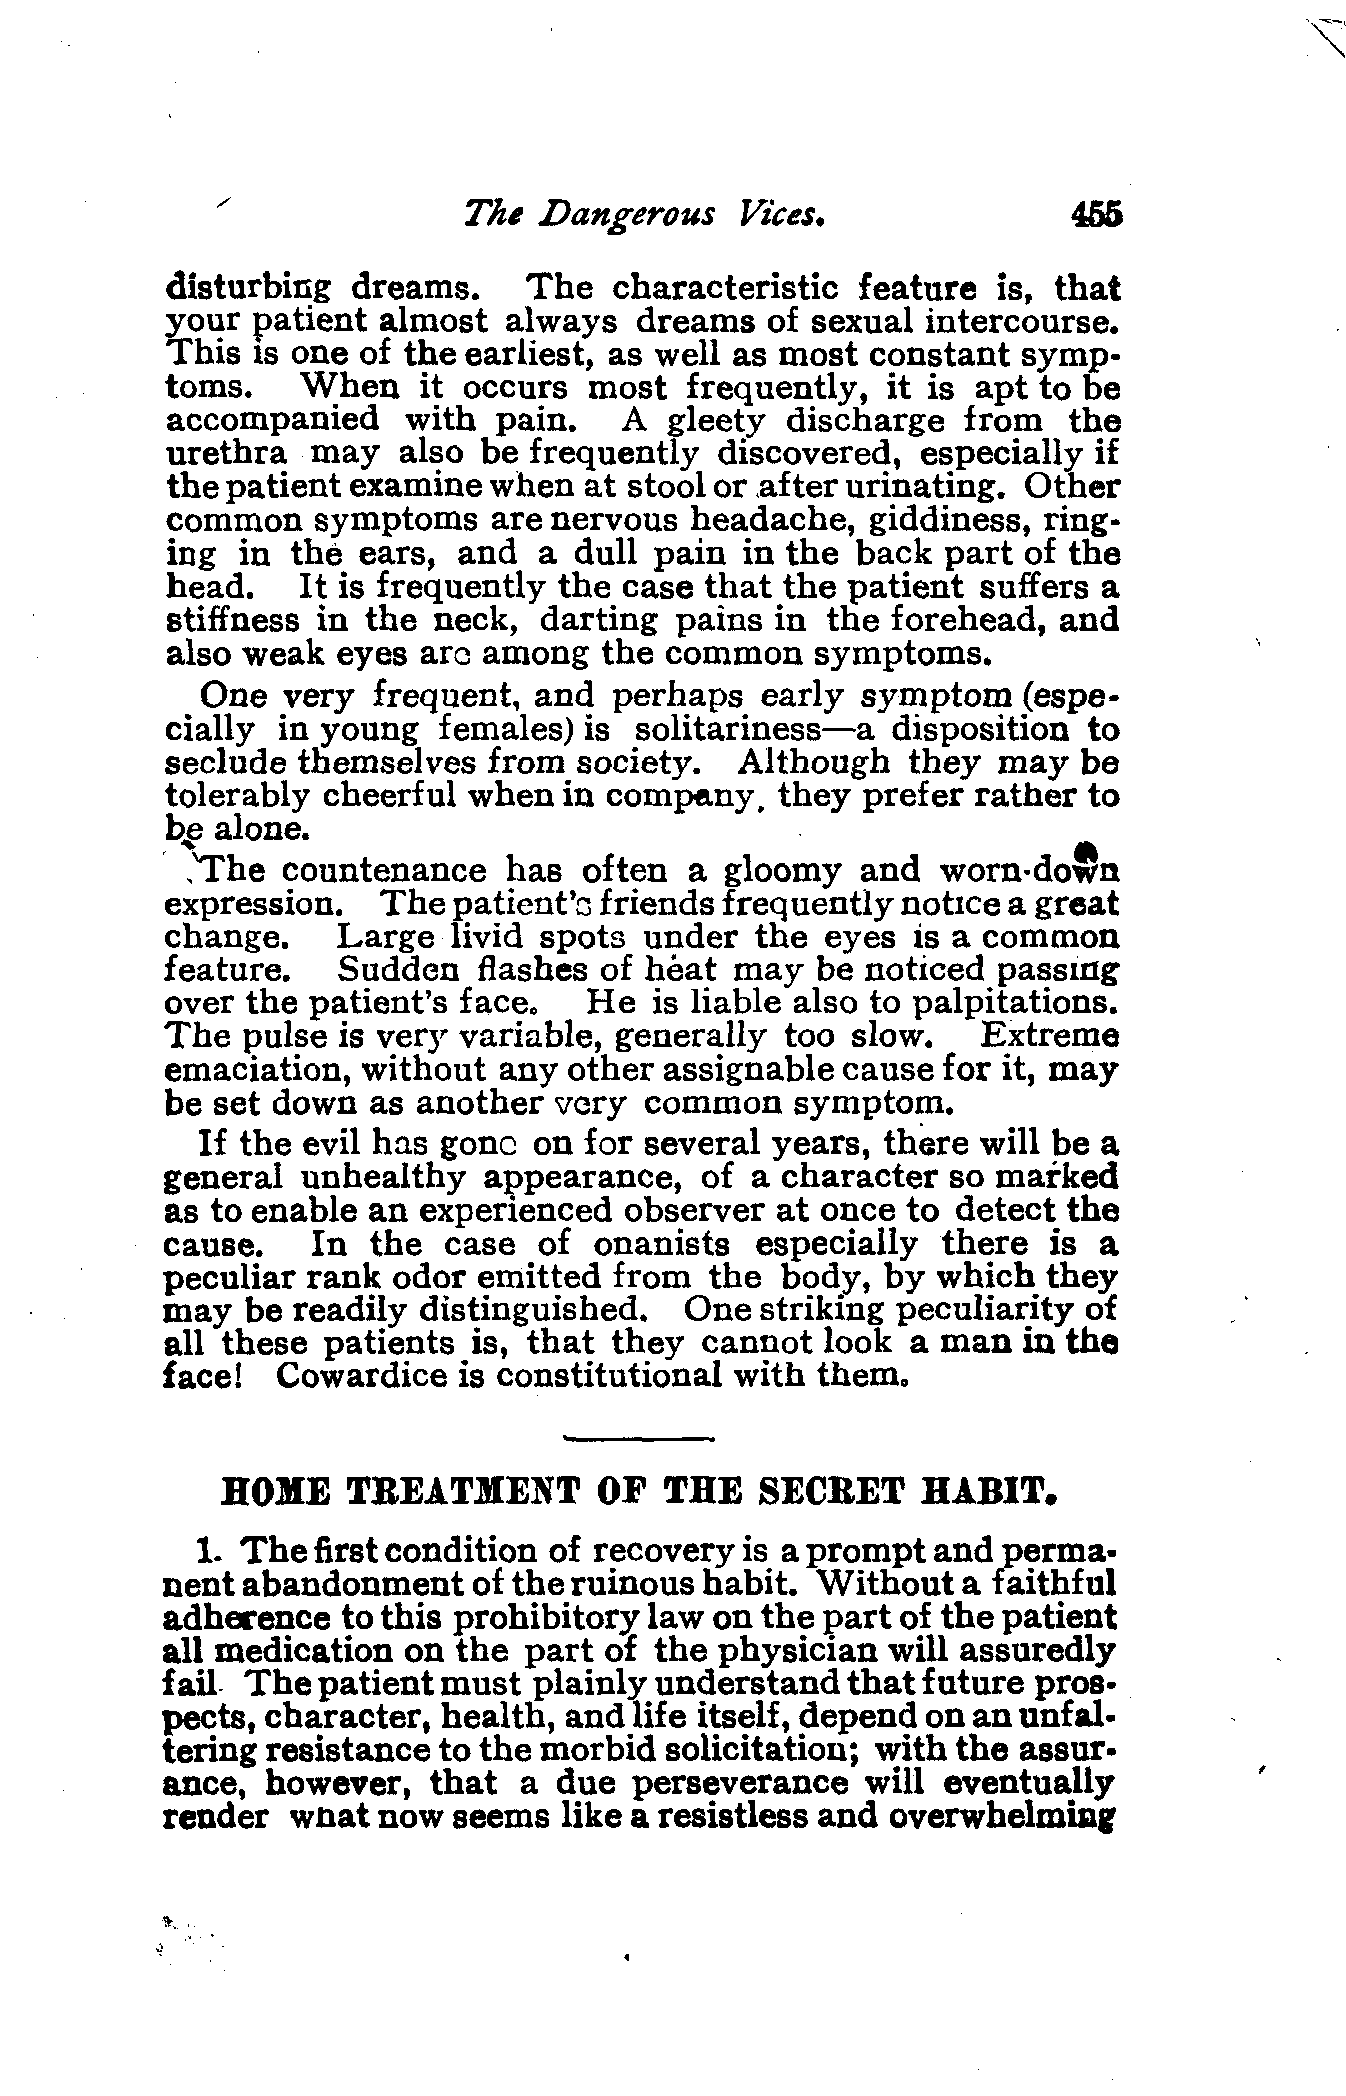 The Dangerous Vices. 455
disturbing dreams. The characteristic feature is, that
your patient almost always dreams of sexual intercourse.
This is one of the earliest, as well as most constant symp-
toms. When it occurs most frequently, it is apt to be
accompanied with pain. A gleety discharge from the
urethra may also be frequently discovered, especially if
the patient examine when at stool or after urinating. Other
common symptoms are nervous headache, giddiness, ring-
ing in the ears, and a dull pain in the back part of the
head. It is frequently the case that the patient suffers a
stiffness in the neck, darting pains in the forehead, and
also weak eyes are among the common symptoms.
One very frequent, and perhaps early symptom (espe-
cially in young females) is solitariness—a disposition to
seclude themselves from society. Although they may be
tolerably cheerful when in company, they prefer rather to
be alone.
The countenance has often a gloomy and worn-down
expression. The patient's friends frequently notice a great
change. Large livid spots under the eyes is a common
feature. Sudden flashes of heat may be noticed passing
over the patient's face. He is liable also to palpitations.
The pulse is very variable, generally too slow. Extreme
emaciation, without any other assignable cause for it, may
be set down as another very common symptom.
If the evil has gone on for several years, there will be a
general unhealthy appearance, of a character so marked
as to enable an experienced observer at once to detect the
cause. In the case of onanists especially there is a
peculiar rank odor emitted from the body, by which they
may be readily distinguished. One striking peculiarity of
all these patients is, that they cannot look a man in the
face! Cowardice is constitutional with them.
HOME TREATMENT OF THE SECRET HABIT.
1. The first condition of recovery is a prompt and perma-
nent abandonment of the ruinous habit. Without a faithful
adherence to this prohibitory law on the part of the patient
all medication on the part of the physician will assuredly
fail. The patient must plainly understand that future pros-
pects, character, health, and life itself, depend on an unfal-
tering resistance to the morbid solicitation; with the assur-
ance, however, that a due perseverance will eventually
render what now seems like a resistless and overwhelming